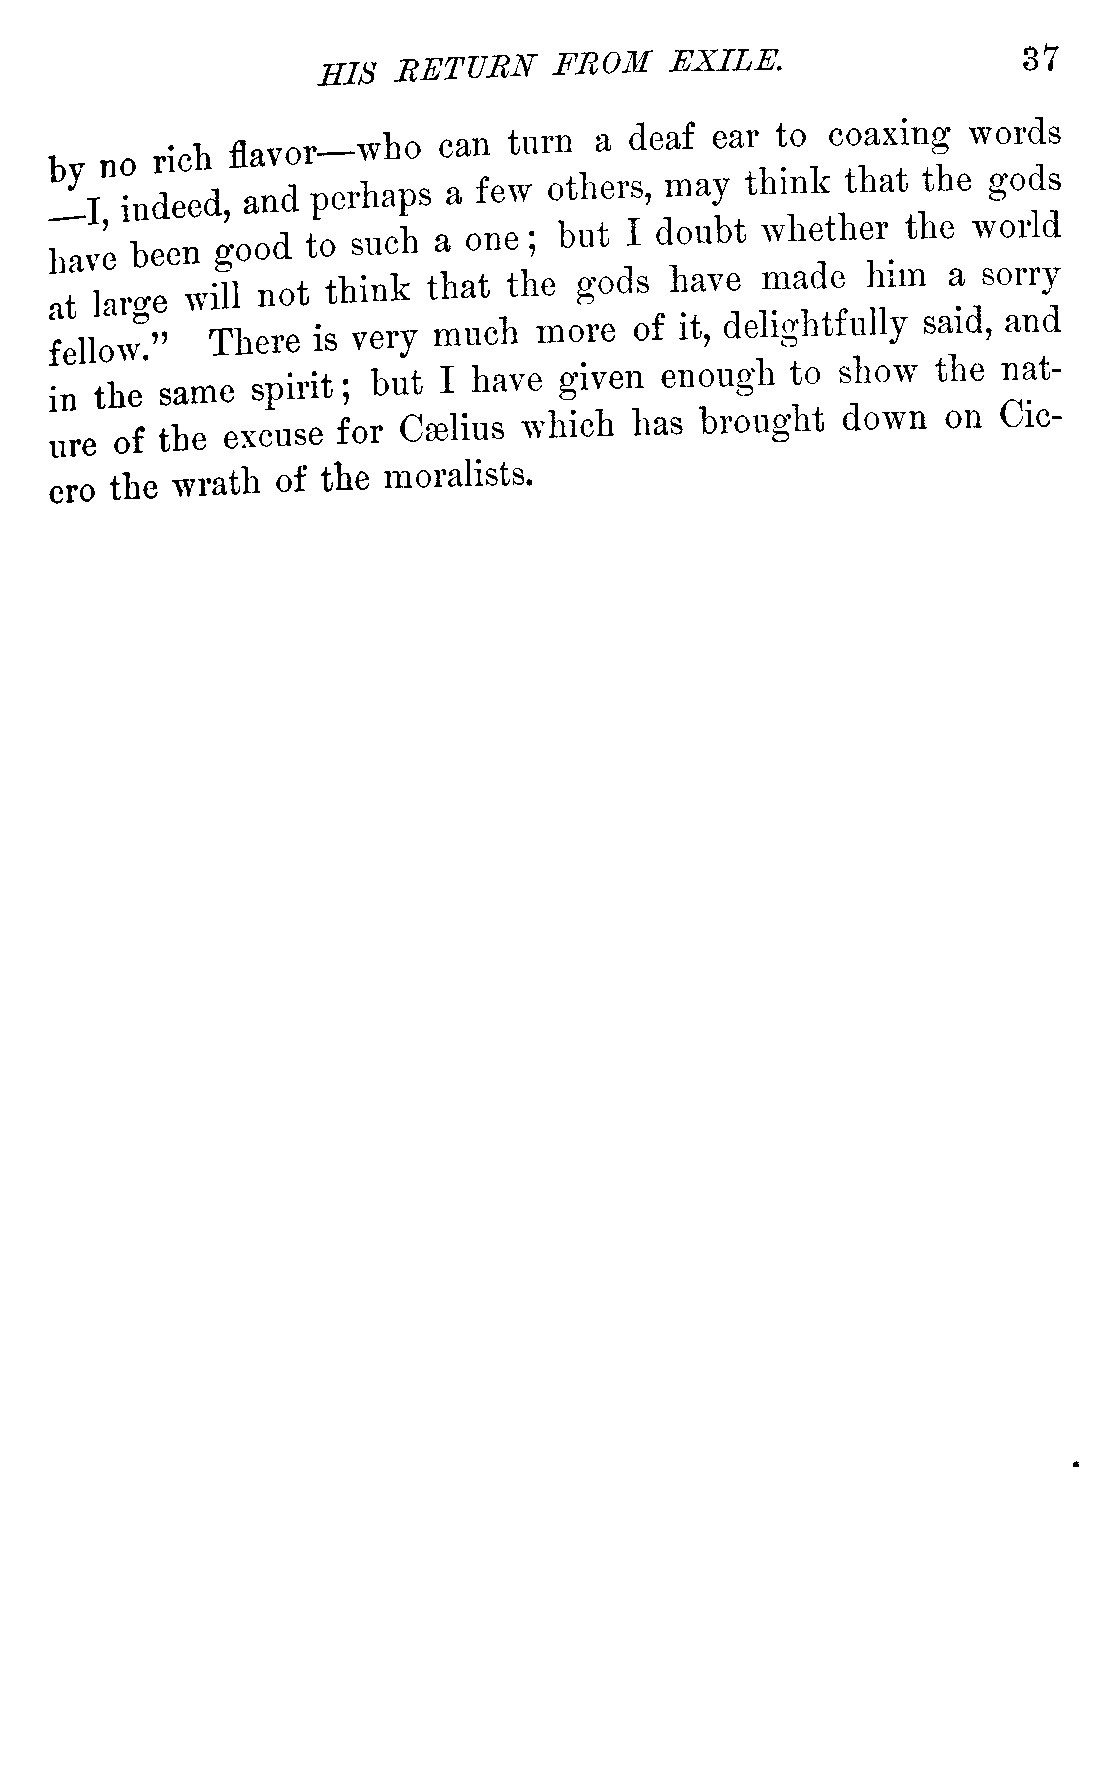 HIS RETURN FROM EXILE. 37
by no rich flavor—who can turn a deaf ear to coaxing words
—I, indeed, and perhaps a few others, may think that the gods
have been good to such a one; but I doubt whether the world
at large will not think that the gods have made him a sorry
fellow." There is very much more of it, delightfully said, and
in the same spirit; but I have given enough to show the nat-
ure of the excuse for Cælius which has brought down on Cic-
ero the wrath of the moralists.